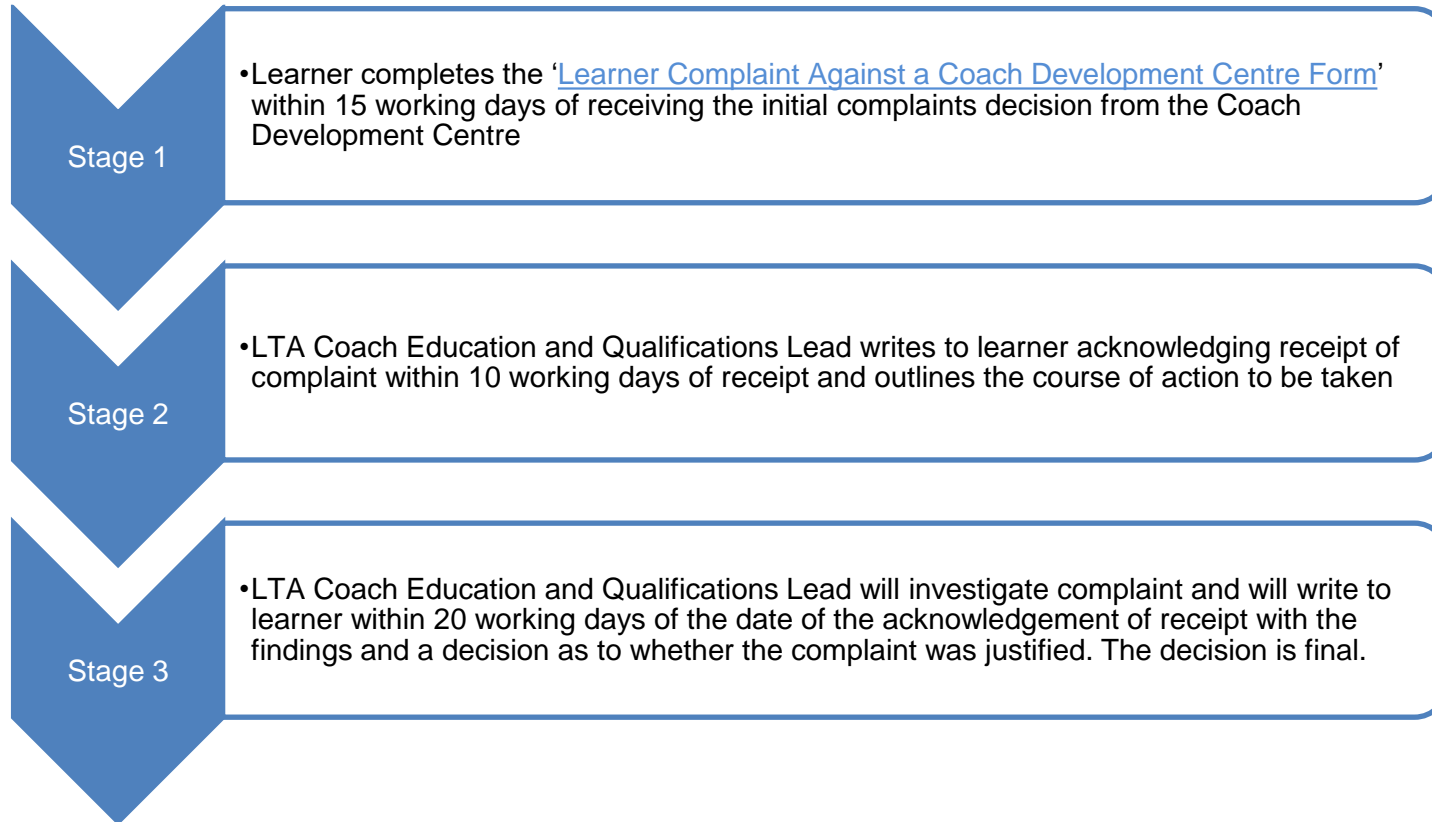 Stage 1
•Learner completes the ‘Learner Complaint Against a Coach Development Centre Form’
within 15 working days of receiving the initial complaints decision from the Coach
Development Centre
Stage 2
•LTA Coach Education and Qualifications Lead writes to learner acknowledging receipt of
complaint within 10 working days of receipt and outlines the course of action to be taken
Stage 3
•LTA Coach Education and Qualifications Lead will investigate complaint and will write to
learner within 20 working days of the date of the acknowledgement of receipt with the
findings and a decision as to whether the complaint was justified. The decision is final.